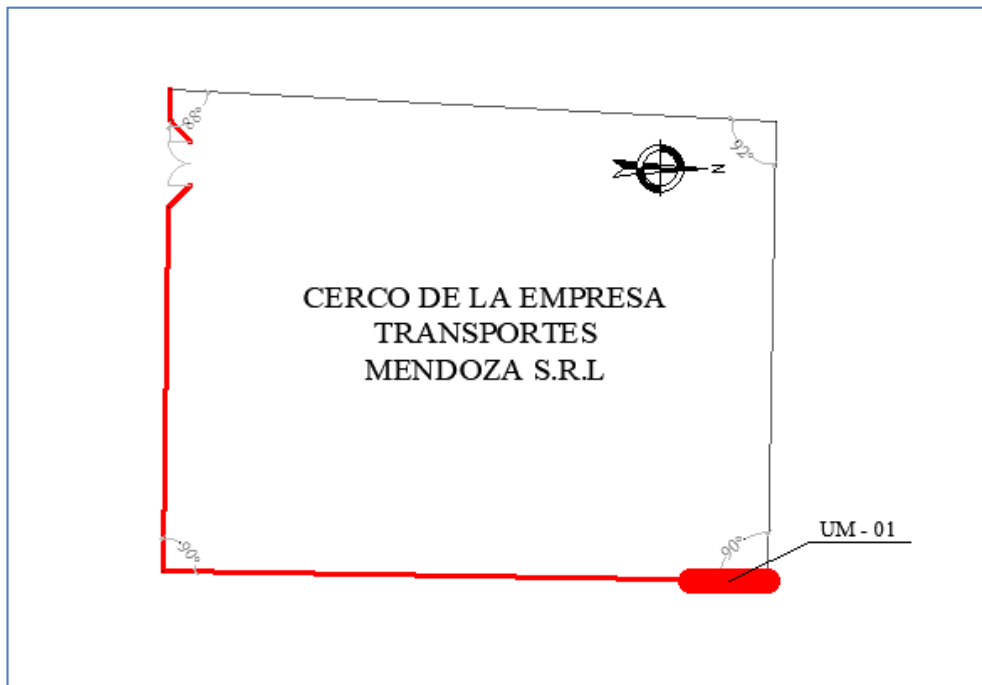 88°
92°
N
CERCO DE LA EMPRESA
TRANSPORTES
MENDOZA S.R.L
UM - 01
90°
90°